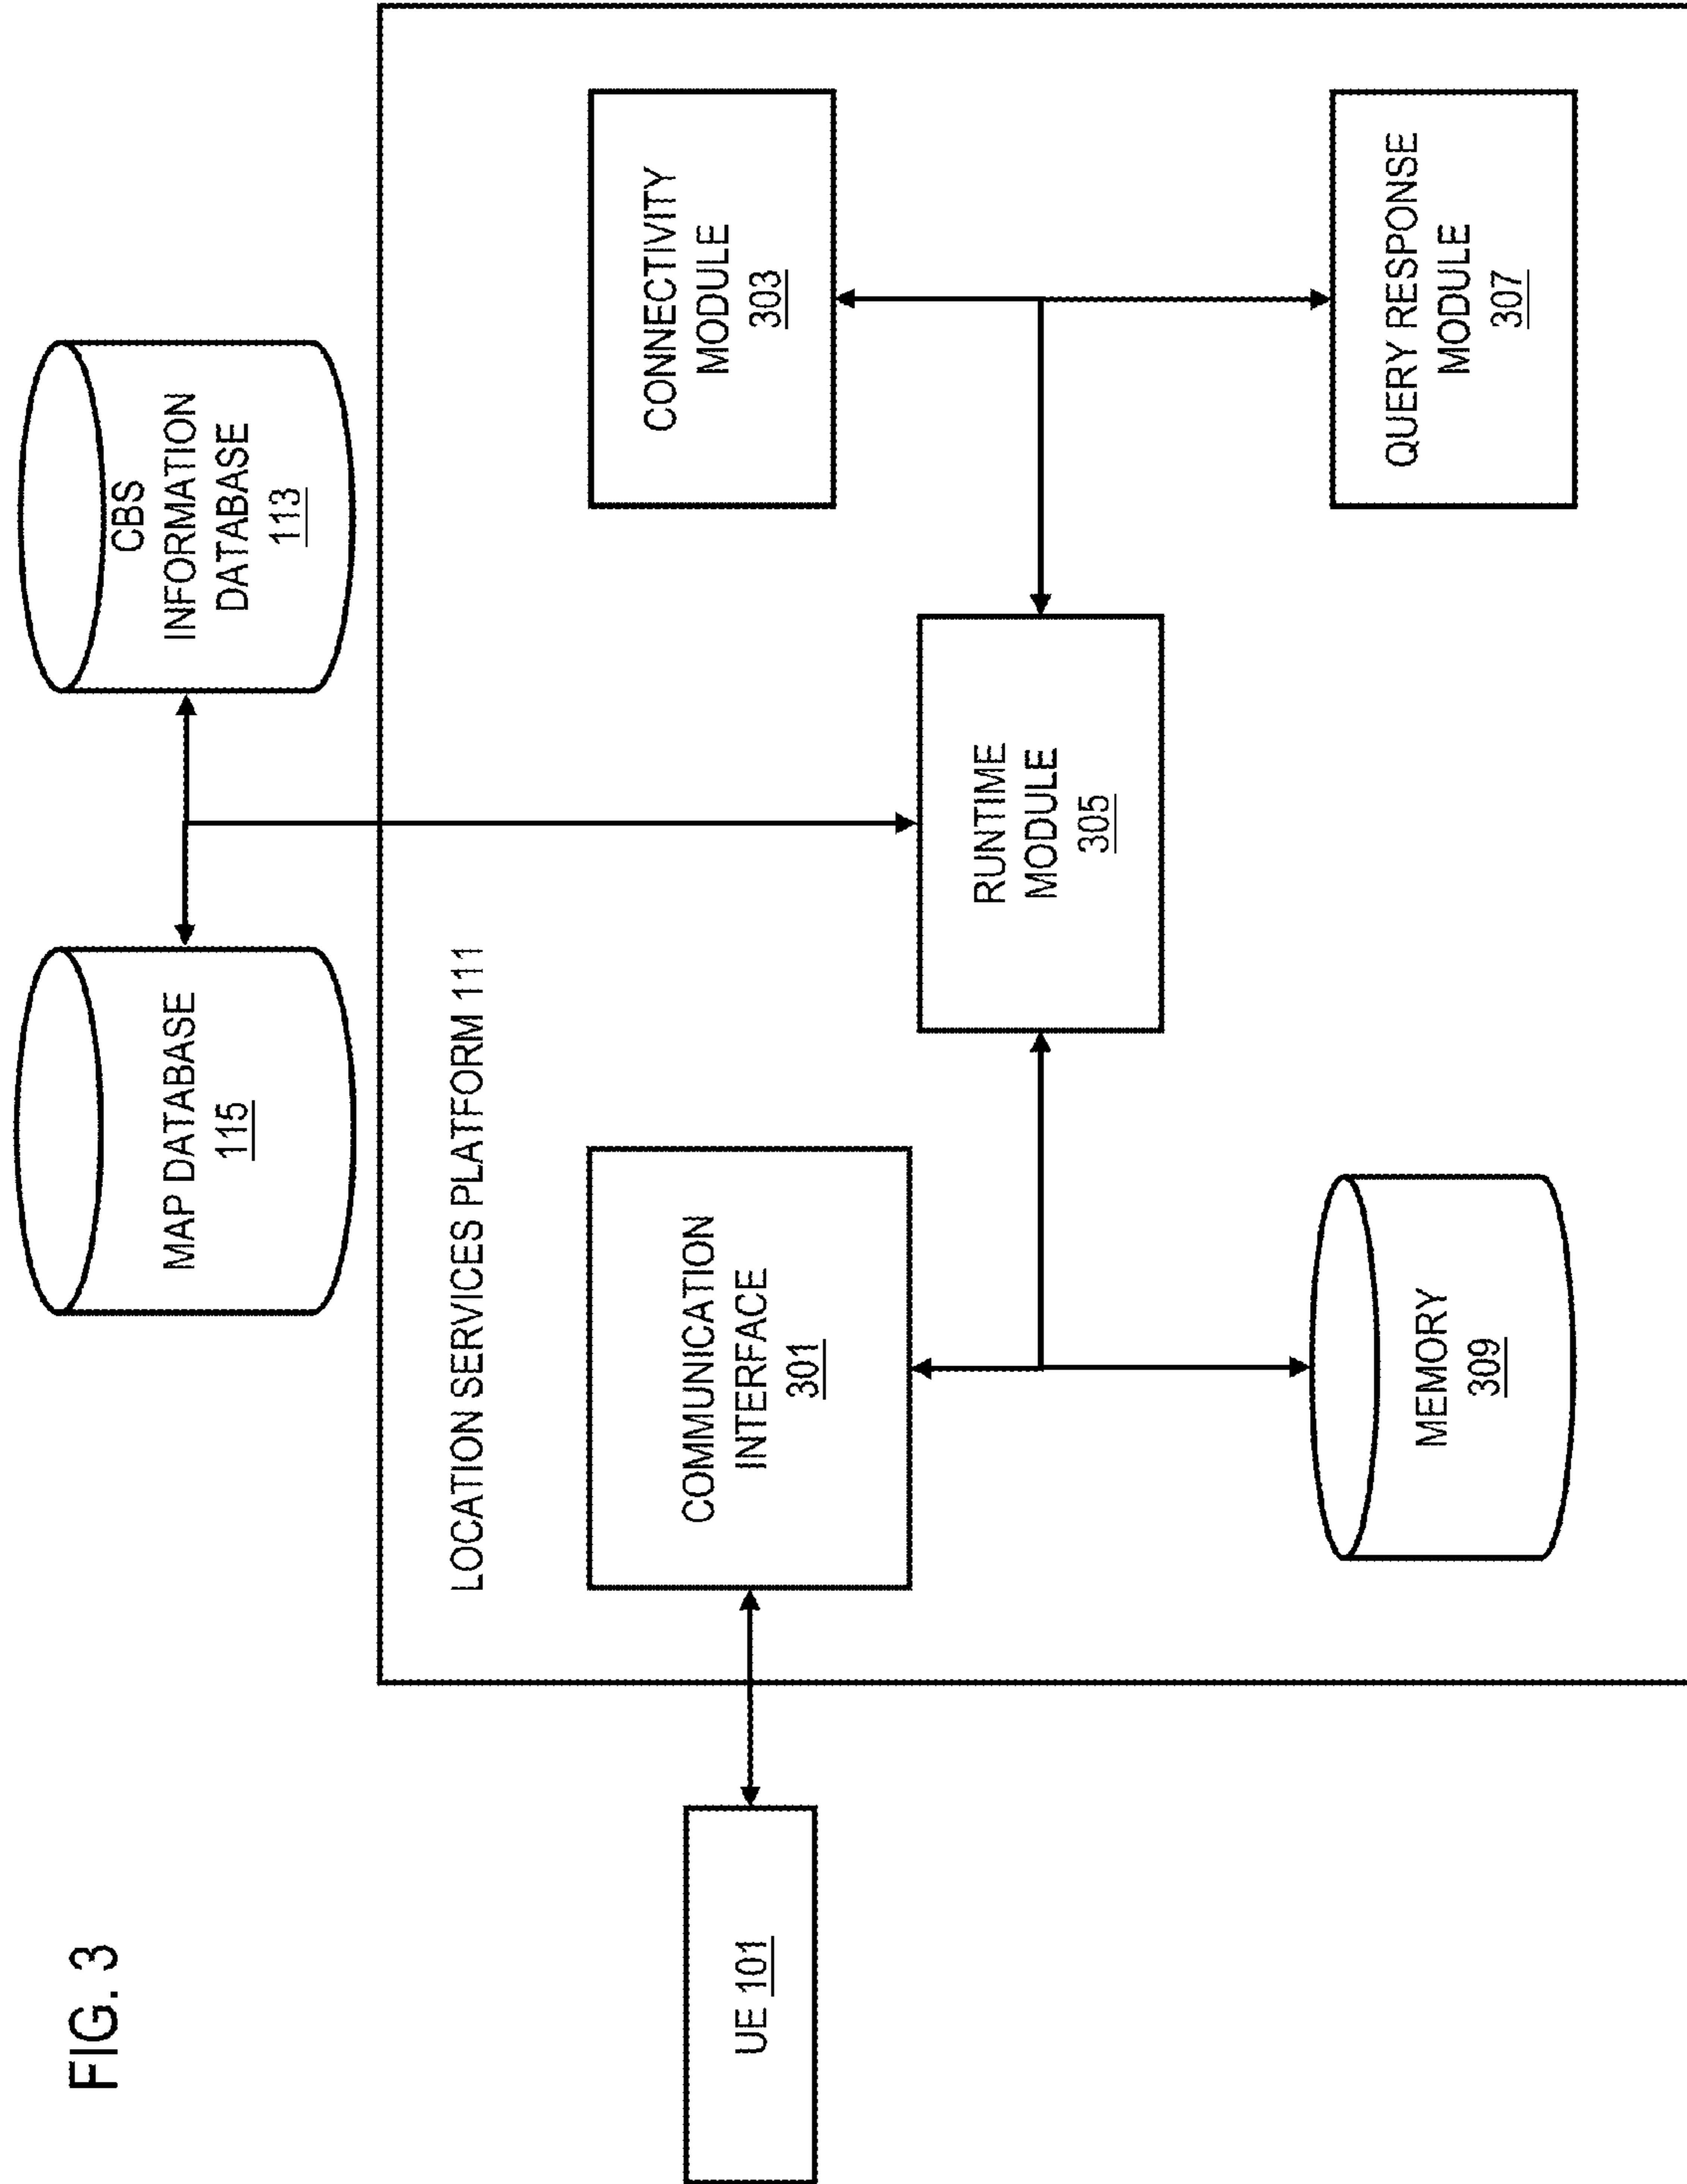 FIG. 3
MAP DATABASE
115
CBS
INFORMATION
DATABASE
113
LOCATION SERVICES PLATFORM 111
UE 101
COMMUNICATION
INTERFACE
301
CONNECTIVITY
MODULE
303
RUNTIME
MODULE
305
MEMORY
309
QUERY RESPONSE
MODULE
307